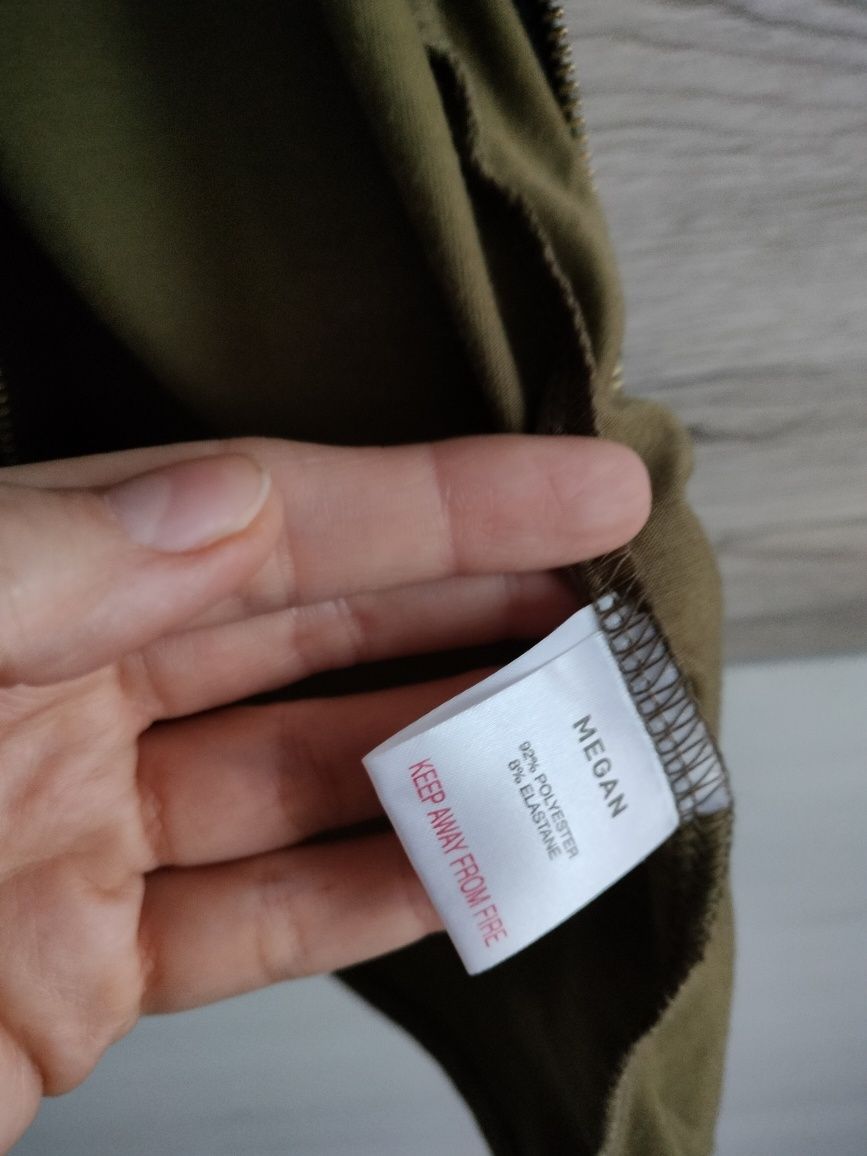 MEGAN
92% POLYESTER
8% ELASTANE
KEEP AWAY FROM FIRE